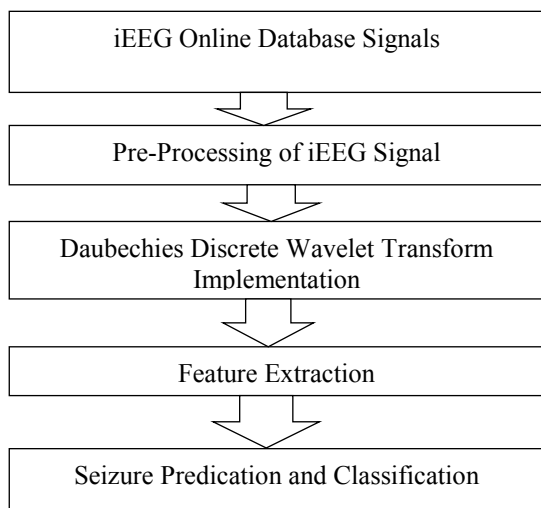 iEEG Online Database Signals
Pre-Processing of iEEG Signal
Daubechies Discrete Wavelet Transform
Implementation
Feature Extraction
Seizure Predication and Classification